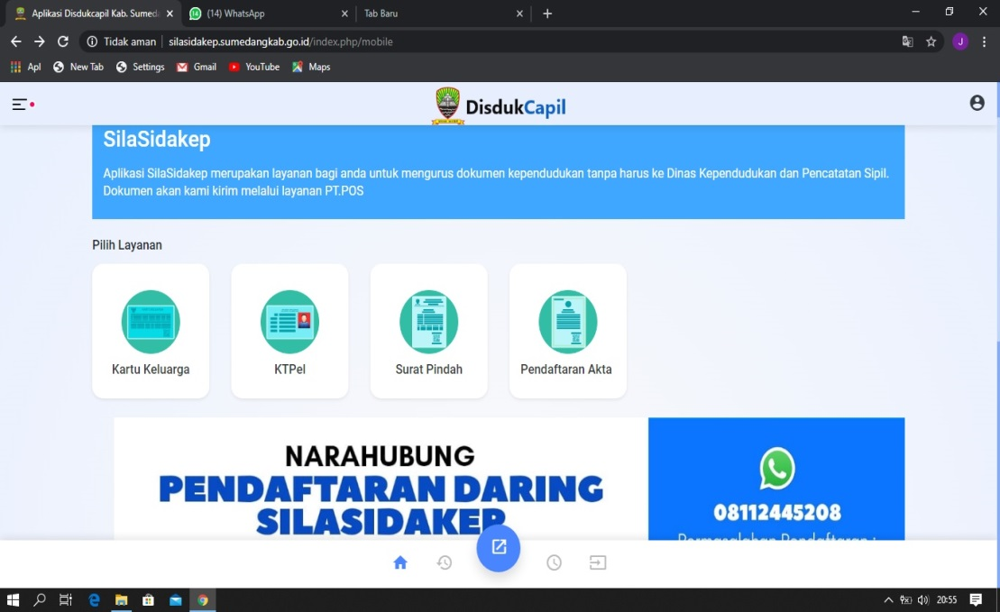 Aplikasi Disdukcapil Kab. Sumeda
(14) WhatsApp
Tab Baru
Tidak aman
silasidakep.sumedangkab.go.id/index.php/mobile
J
Apl
New Tab
Settings
Gmail
YouTube
Maps
DisdukCapil
SilaSidakep
Aplikasi SilaSidakep merupakan layanan bagi anda untuk mengurus dokumen kependudukan tanpa harus ke Dinas Kependudukan dan Pencatatan Sipil.
Dokumen akan kami kirim melalui layanan PT.POS
Pilih Layanan
Kartu Keluarga
KTPel
Surat Pindah
Pendaftaran Akta
NARAHUBUNG
PENDAFTARAN DARING
SILASIDAKEP
08112445208
Permasalahan Pendaftaran :
20:55